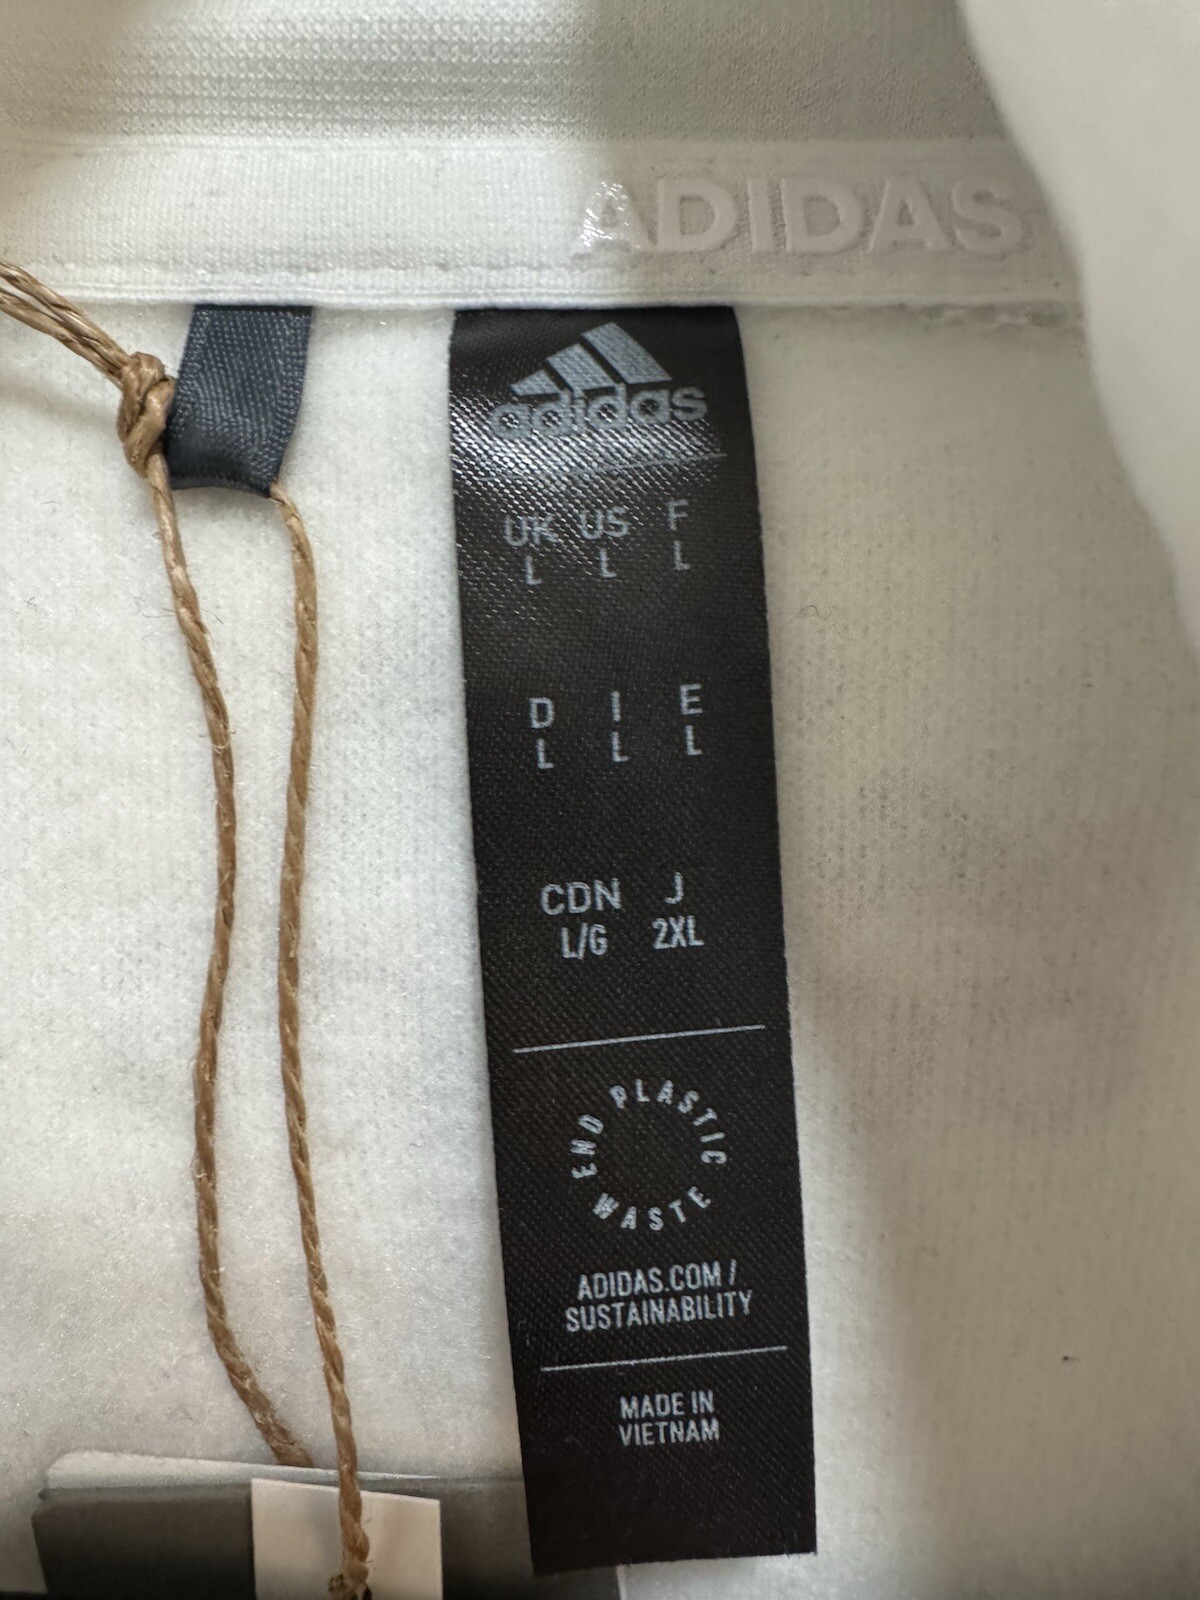 ADIDAS
adidas
UK US F
L L L
D I E
L L L
CDN J
L/G 2XL
END PLASTIC WASTE
ADIDAS.COM/
SUSTAINABILITY
MADE IN
VIETNAM